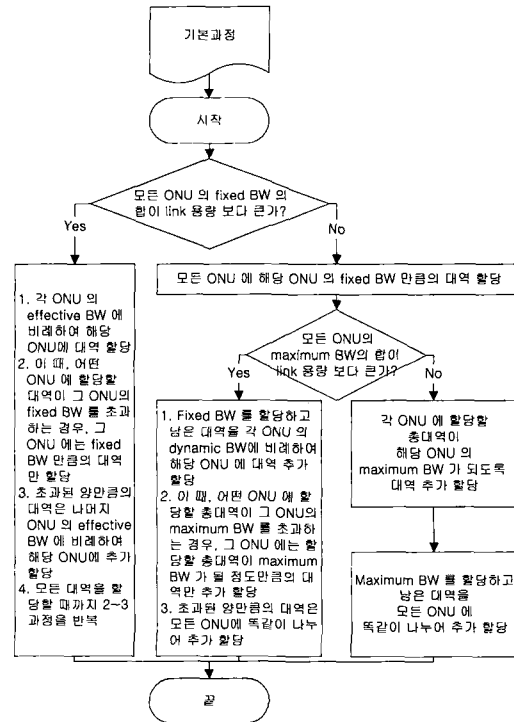 기본과정
시작
모든 ONU 의 fixed BW 의
합이 link 용량 보다 큰가?
Yes
No
모든 ONU 에 해당 ONU 의 fixed BW 만큼의 대역 할당
1. 각 ONU 의
effective BW 에
비례하여 해당
ONU에 대역 할당
2. 이 때, 어떤
ONU 에 할당할
대역이 그 ONU의
fixed BW 를 초과
하는 경우, 그
ONU 에는 fixed
BW 만큼의 대역
만 할당
3. 초과된 양만큼의
대역은 나머지
ONU 의 effective
BW 에 비례하여
해당 ONU에 추가
할당
4. 모든 대역을 할
당할 때까지 2~3
과정을 반복
모든 ONU의
maximum BW의 합이
link 용량 보다 큰가?
Yes
No
1. Fixed BW 를 할당하고
남은 대역을 각 ONU 의
dynamic BW에 비례하여
해당 ONU 에 대역 추가
할당
2. 이 때, 어떤 ONU 에 할
당할 총대역이 그 ONU의
maximum BW 를 초과하
는 경우, 그 ONU 에는 할
당할 총대역이 maximum
BW 가 될 정도만큼의 대
역만 추가 할당
3. 초과된 양만큼의 대역은
모든 ONU에 똑같이 나누
어 추가 할당
각 ONU 에 할당할
총대역이
해당 ONU 의
maximum BW 가 되도록
대역 추가 할당
Maximum BW 를 할당하고
남은 대역을
모든 ONU 에
똑같이 나누어 추가 할당
끝